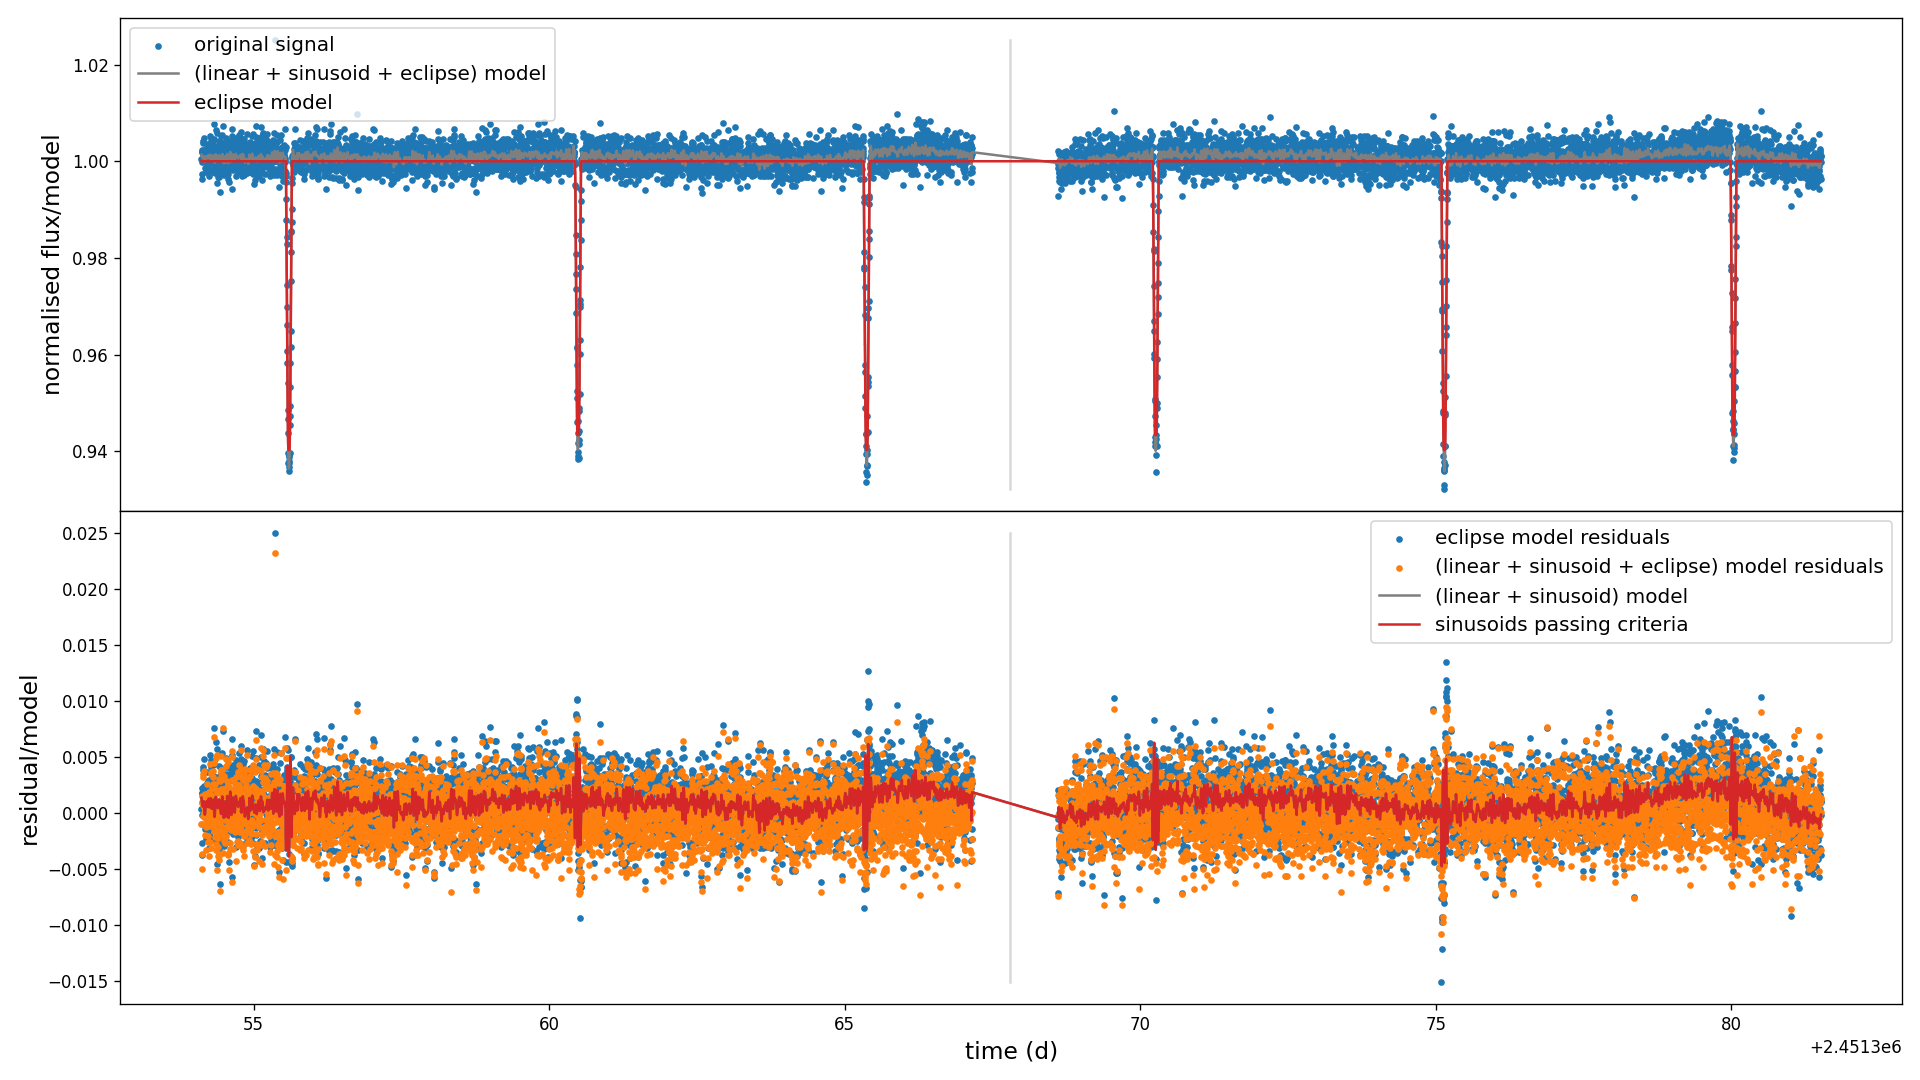 original signal
(linear + sinusoid + eclipse) model
eclipse model
normalised flux/model
1.02
1.00
0.98
0.96
0.94
eclipse model residuals
(linear + sinusoid + eclipse) model residuals
(linear + sinusoid) model
sinusoids passing criteria
residual/model
0.025
0.020
0.015
0.010
0.005
0.000
−0.005
−0.010
−0.015
55 60 65 70 75 80
time (d)
+2.4513e6